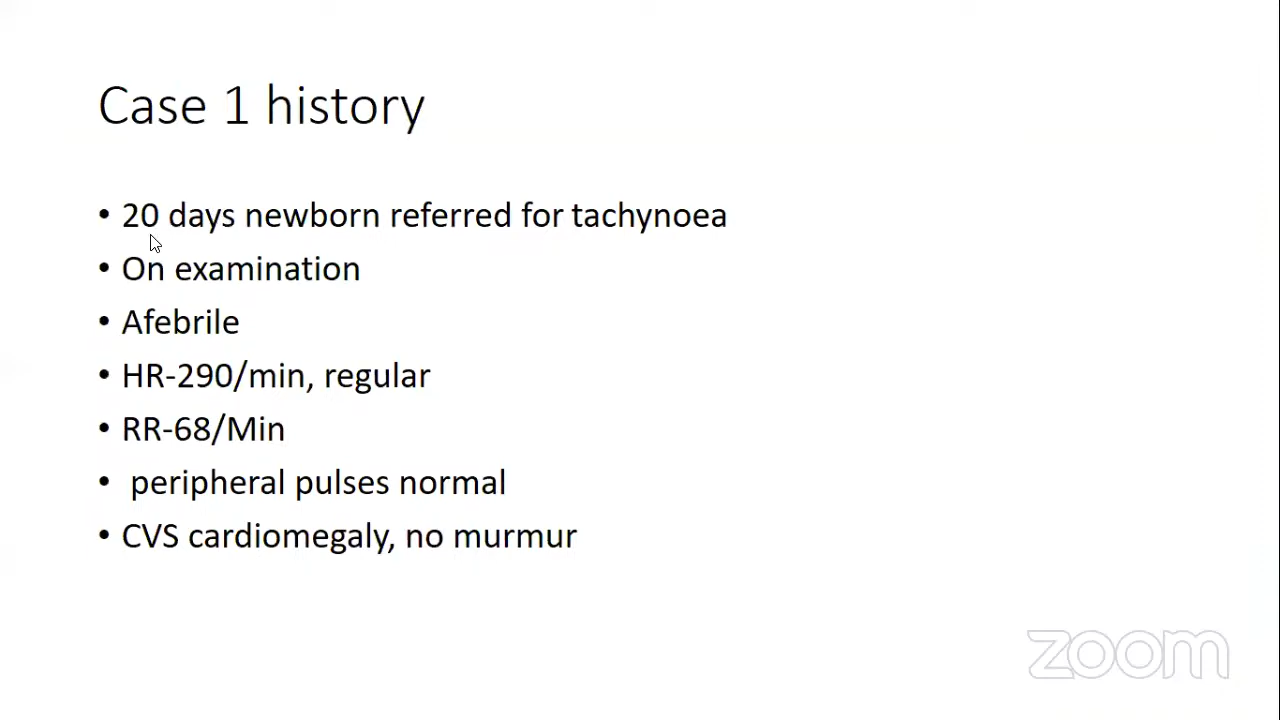 Case 1 history
• 20 days newborn referred for tachynoea
• On examination
• Afebrile
• HR-290/min, regular
• RR-68/Min
• peripheral pulses normal
• CVS cardiomegaly, no murmur
zoom